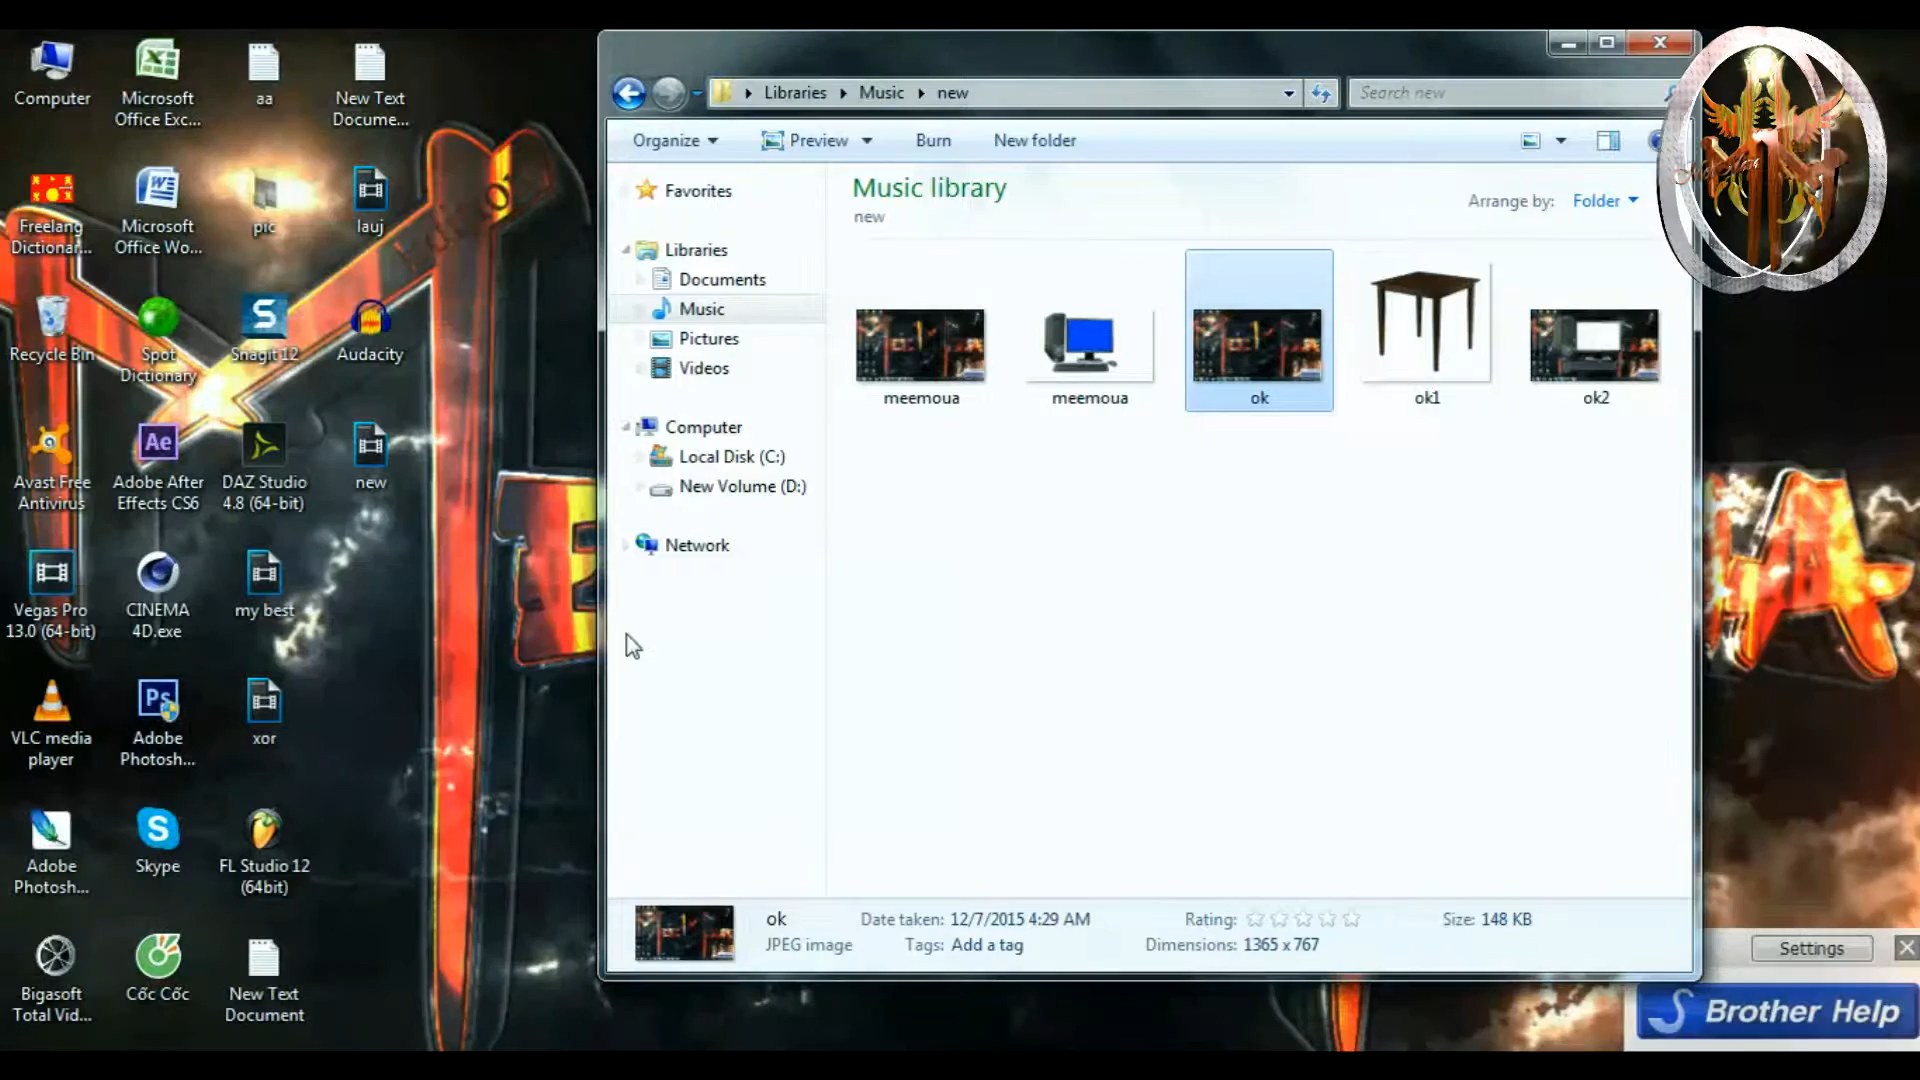 Computer
Microsoft
Office Exc...
aa
New Text
Docume...
Freelang
Dictionar...
Microsoft
Office Wo...
pic
lauj
Recycle Bin
Spot
Dictionary
Snagit 12
Audacity
Avast Free
Antivirus
Adobe After
Effects CS6
DAZ Studio
4.8 (64-bit)
new
Vegas Pro
13.0 (64-bit)
CINEMA
4D.exe
my best
VLC media
player
Adobe
Photosh...
xor
Adobe
Photosh...
Skype
FL Studio 12
(64bit)
Bigasoft
Total Vid...
Cốc Cốc
New Text
Document
Libraries
Music
new
Search new
Organize
Preview
Burn
New folder
Favorites
Libraries
Documents
Music
Pictures
Videos
Computer
Local Disk (C:)
New Volume (D:)
Network
Music library
new
Arrange by: Folder
meemoua
meemoua
ok
ok1
ok2
ok
Date taken: 12/7/2015 4:29 AM
Rating:
Size: 148 KB
JPEG image
Tags: Add a tag
Dimensions: 1365 x 767
Settings
Brother Help